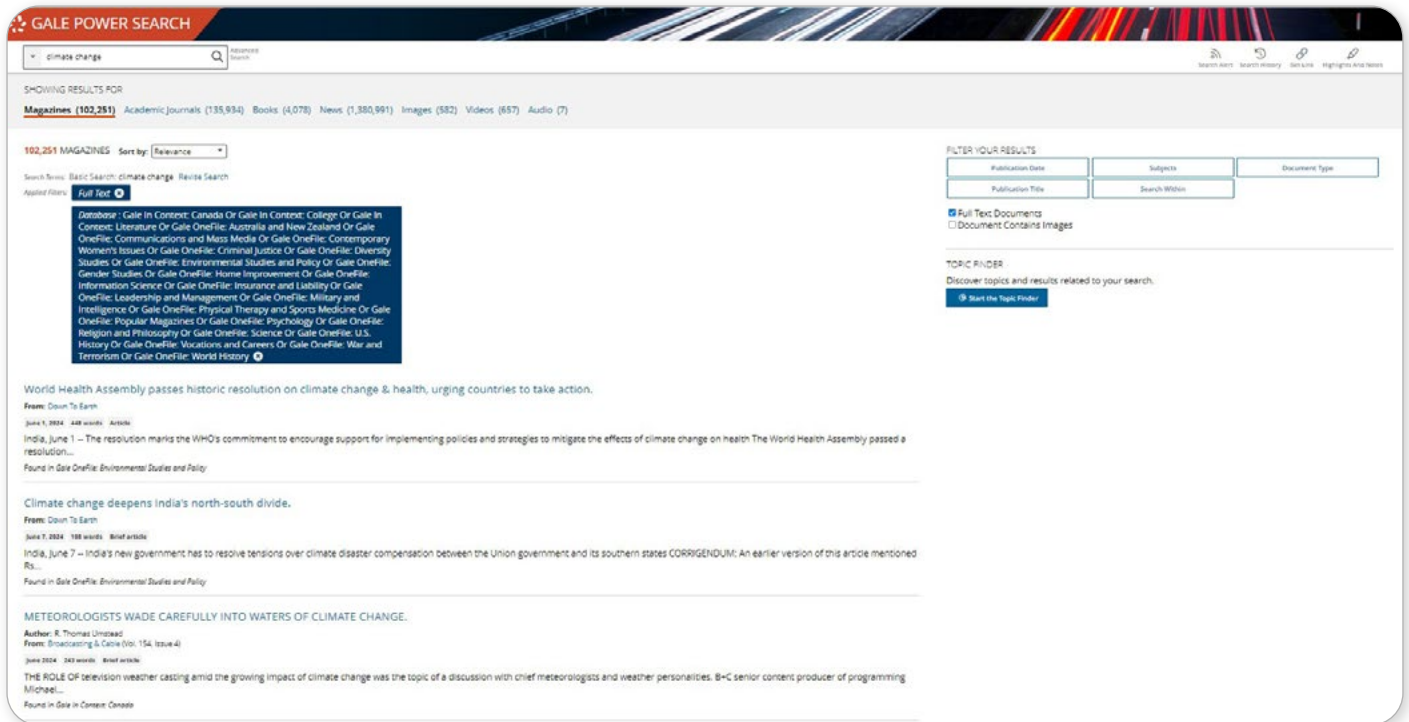 GALE POWER SEARCH
climate change
Advanced
Search
Search Alert Search History Get Link Highlights And Notes
SHOWING RESULTS FOR
Magazines (102,251) Academic Journals (135,934) Books (4,078) News (1,380,991) Images (582) Videos (657) Audio (7)
102,251 MAGAZINES Sort by: Relevance
Search Terms: Basic Search: climate change Revise Search
Applied Filters: Full Text
Database : Gale In Context: Canada Or Gale In Context: College Or Gale In
Context: Literature Or Gale OneFile: Australia and New Zealand Or Gale
OneFile: Communications and Mass Media Or Gale OneFile: Contemporary
Women's Issues Or Gale OneFile: Criminal Justice Or Gale OneFile: Diversity
Studies Or Gale OneFile: Environmental Studies and Policy Or Gale OneFile:
Gender Studies Or Gale OneFile: Home Improvement Or Gale OneFile:
Information Science Or Gale OneFile: Insurance and Liability Or Gale
OneFile: Leadership and Management Or Gale OneFile: Military and
Intelligence Or Gale OneFile: Physical Therapy and Sports Medicine Or Gale
OneFile: Popular Magazines Or Gale OneFile: Psychology Or Gale OneFile:
Religion and Philosophy Or Gale OneFile: Science Or Gale OneFile: U.S.
History Or Gale OneFile: Vocations and Careers Or Gale OneFile: War and
Terrorism Or Gale OneFile: World History
World Health Assembly passes historic resolution on climate change & health, urging countries to take action.
From: Down To Earth
June 1, 2024 448 words Article
India, June 1 -- The resolution marks the WHO's commitment to encourage support for implementing policies and strategies to mitigate the effects of climate change on health The World Health Assembly passed a
resolution...
Found in Gale OneFile: Environmental Studies and Policy
Climate change deepens India's north-south divide.
From: Down To Earth
June 7, 2024 188 words Brief article
India, June 7 -- India's new government has to resolve tensions over climate disaster compensation between the Union government and its southern states CORRIGENDUM: An earlier version of this article mentioned
Rs...
Found in Gale OneFile: Environmental Studies and Policy
METEOROLOGISTS WADE CAREFULLY INTO WATERS OF CLIMATE CHANGE.
Author: R. Thomas Umstead
From: Broadcasting & Cable (Vol. 154, Issue 4)
June 2024 243 words Brief article
THE ROLE OF television weather casting amid the growing impact of climate change was the topic of a discussion with chief meteorologists and weather personalities. B+C senior content producer of programming
Michael...
Found in Gale In Context: Canada
FILTER YOUR RESULTS
Publication Date Subjects Document Type
Publication Title Search Within
Full Text Documents
Document Contains Images
TOPIC FINDER
Discover topics and results related to your search.
Start the Topic Finder